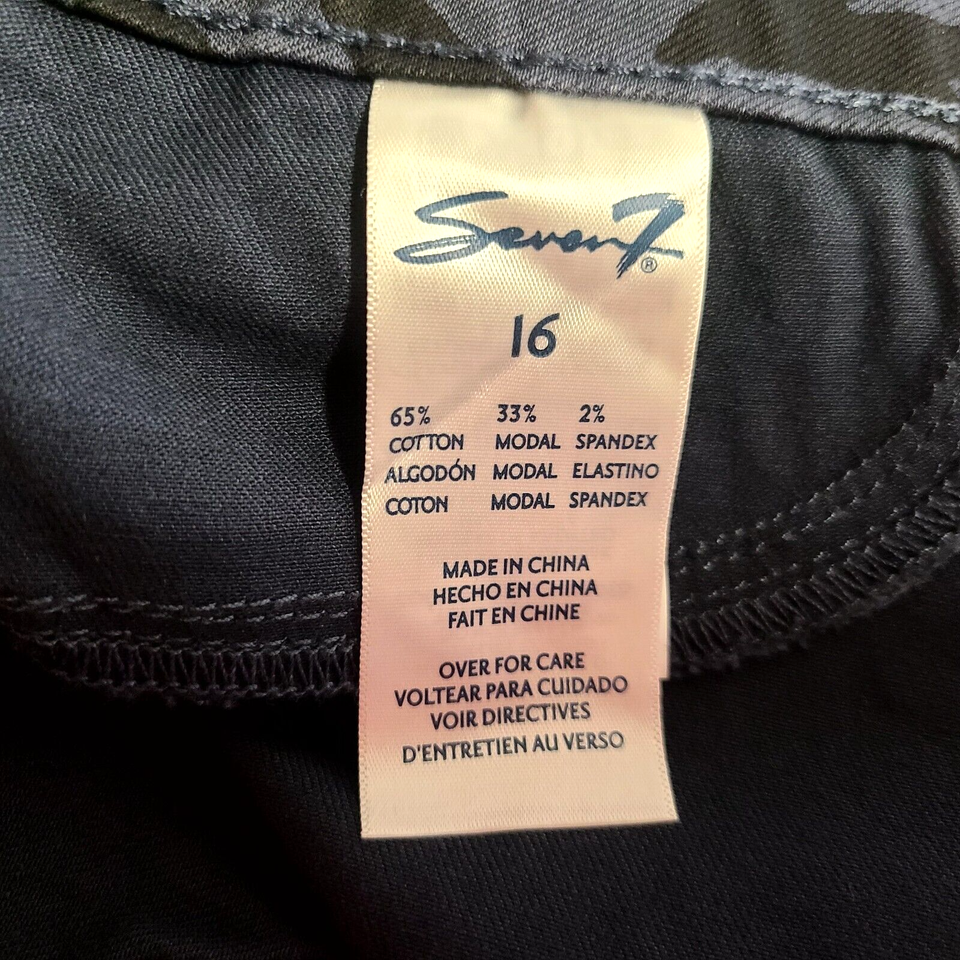 Seven7®
16
65% 33% 2%
COTTON MODAL SPANDEX
ALGODÓN MODAL ELASTINO
COTON MODAL SPANDEX
MADE IN CHINA
HECHO EN CHINA
FAIT EN CHINE
OVER FOR CARE
VOLTEAR PARA CUIDADO
VOIR DIRECTIVES
D'ENTRETIEN AU VERSO